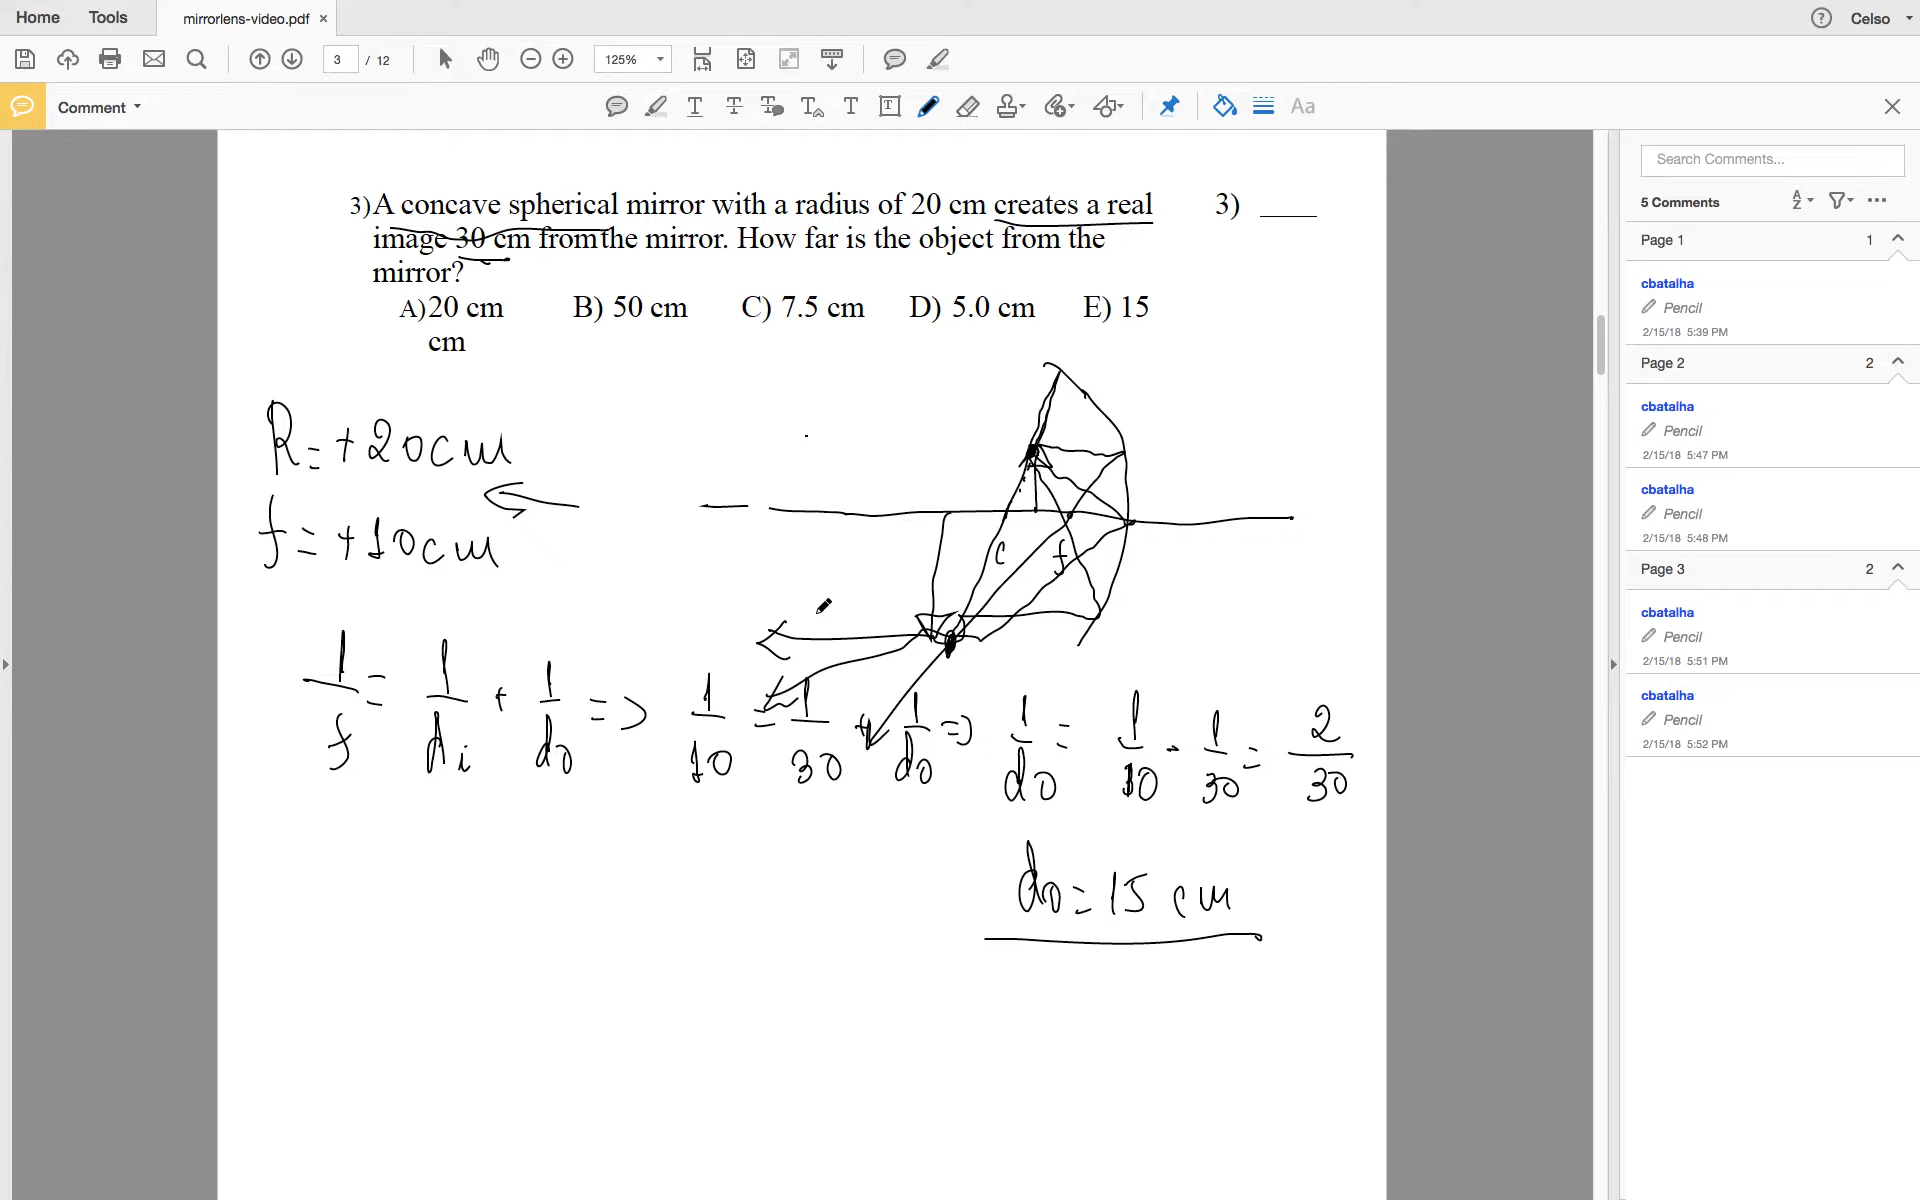 Home Tools mirrorlens-video.pdf × Celso
3 / 12 125%
Comment Aa
Search Comments...
5 Comments
Page 1 1
cbatalha
Pencil
2/15/18 5:39 PM
Page 2 2
cbatalha
Pencil
2/15/18 5:47 PM
cbatalha
Pencil
2/15/18 5:48 PM
Page 3 2
cbatalha
Pencil
2/15/18 5:51 PM
cbatalha
Pencil
2/15/18 5:52 PM
3) A concave spherical mirror with a radius of 20 cm creates a real 3) ____
image 30 cm from the mirror. How far is the object from the
mirror?
A) 20 cm B) 50 cm C) 7.5 cm D) 5.0 cm E) 15
cm
R = +20 cm
f = +10 cm
c f
1/f = 1/di + 1/do => 1/10 = 1/30 + 1/do => 1/do = 1/10 - 1/30 = 2/30
do = 15 cm